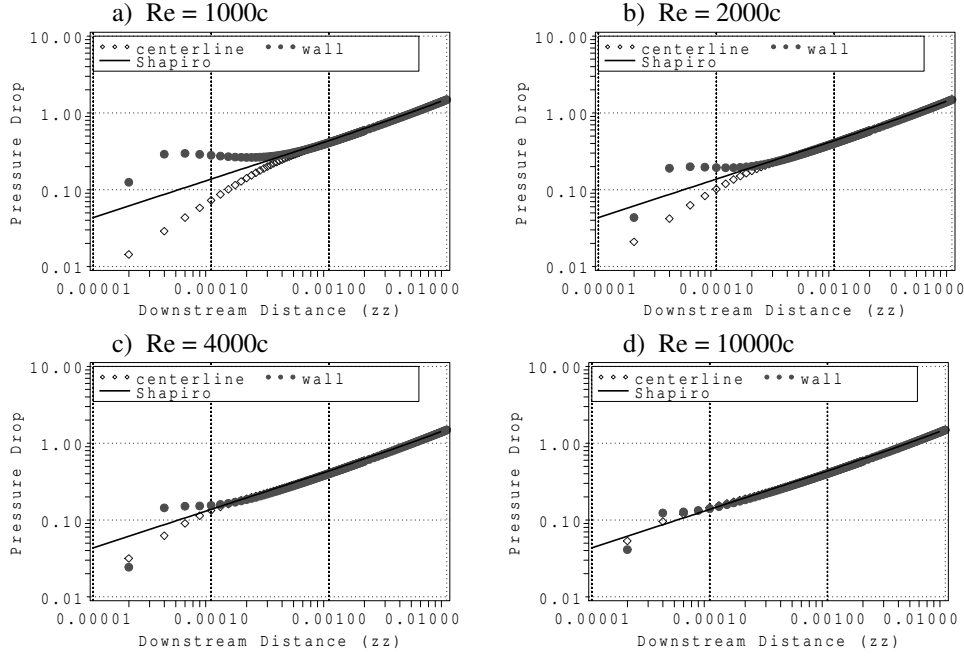 a) Re = 1000c
10.00
centerline wall
Shapiro
1.00
0.10
0.01
Pressure Drop
0.00001 0.00010 0.00100 0.01000
Downstream Distance (zz)
b) Re = 2000c
10.00
centerline wall
Shapiro
1.00
0.10
0.01
Pressure Drop
0.00001 0.00010 0.00100 0.01000
Downstream Distance (zz)
c) Re = 4000c
10.00
centerline wall
Shapiro
1.00
0.10
0.01
Pressure Drop
0.00001 0.00010 0.00100 0.01000
Downstream Distance (zz)
d) Re = 10000c
10.00
centerline wall
Shapiro
1.00
0.10
0.01
Pressure Drop
0.00001 0.00010 0.00100 0.01000
Downstream Distance (zz)